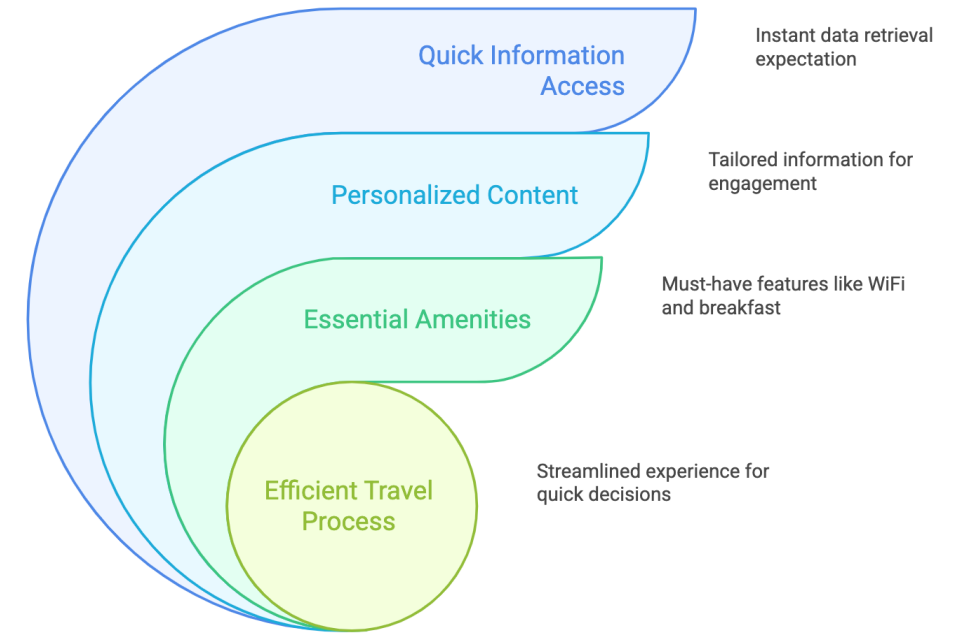 Quick Information
Access
Instant data retrieval
expectation
Personalized Content
Tailored information for
engagement
Essential Amenities
Must-have features like WiFi
and breakfast
Efficient Travel
Process
Streamlined experience for
quick decisions